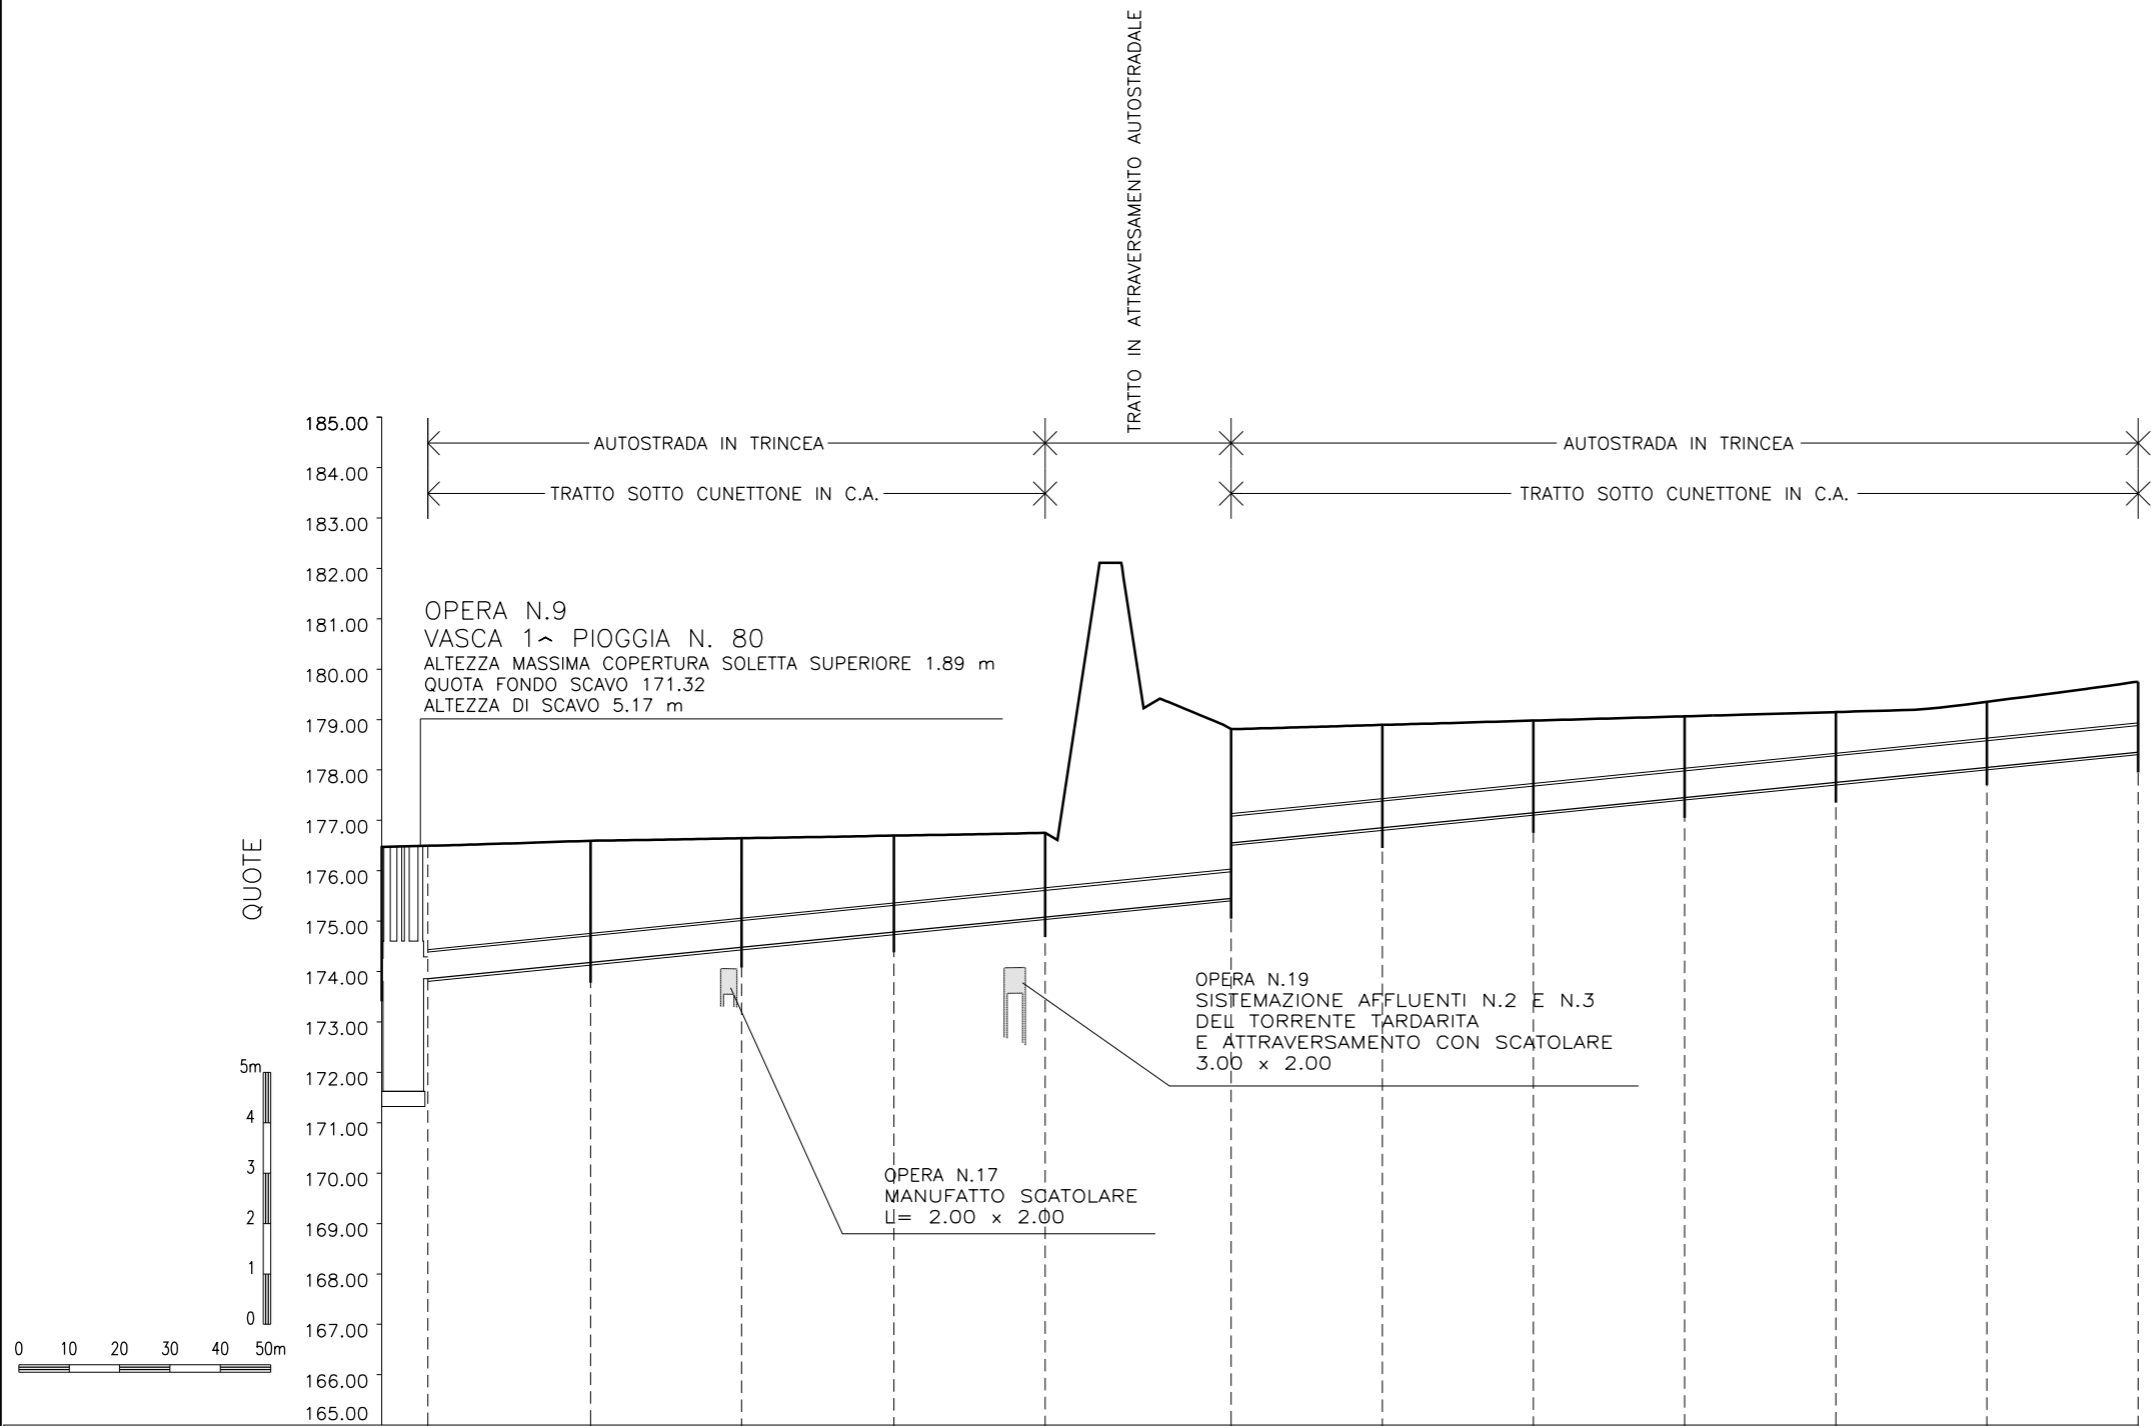 TRATTO IN ATTRAVERSAMENTO AUTOSTRADALE
185.00
AUTOSTRADA IN TRINCEA
AUTOSTRADA IN TRINCEA
184.00
TRATTO SOTTO CUNETTONE IN C.A.
TRATTO SOTTO CUNETTONE IN C.A.
183.00
182.00
OPERA N.9
181.00
VASCA 1^ PIOGGIA N. 80
ALTEZZA MASSIMA COPERTURA SOLETTA SUPERIORE 1.89 m
180.00
QUOTA FONDO SCAVO 171.32
ALTEZZA DI SCAVO 5.17 m
179.00
178.00
177.00
QUOTE
176.00
175.00
174.00
OPERA N.19
SISTEMAZIONE AFFLUENTI N.2 E N.3
DEL TORRENTE TARDARITA
E ATTRAVERSAMENTO CON SCATOLARE
3.00 x 2.00
173.00
172.00
5m
4
3
2
1
0
171.00
170.00
OPERA N.17
MANUFATTO SCATOLARE
L= 2.00 x 2.00
169.00
168.00
167.00
0 10 20 30 40 50m
166.00
165.00